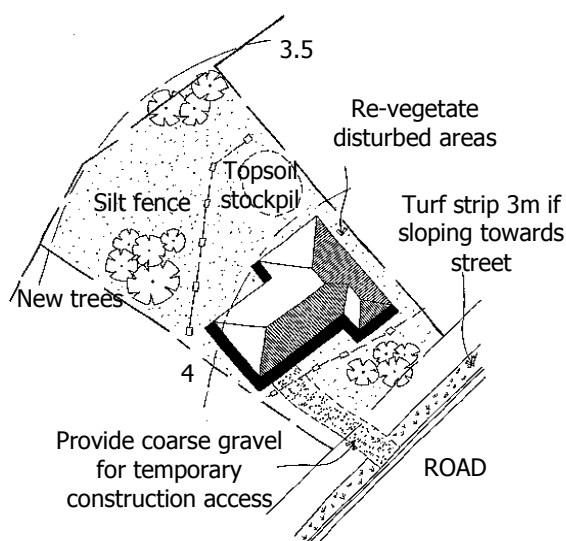 3.5
Re-vegetate
disturbed areas
Topsoil
stockpil
Silt fence
Turf strip 3m if
sloping towards
street
New trees
4
Provide coarse gravel
for temporary
construction access
ROAD